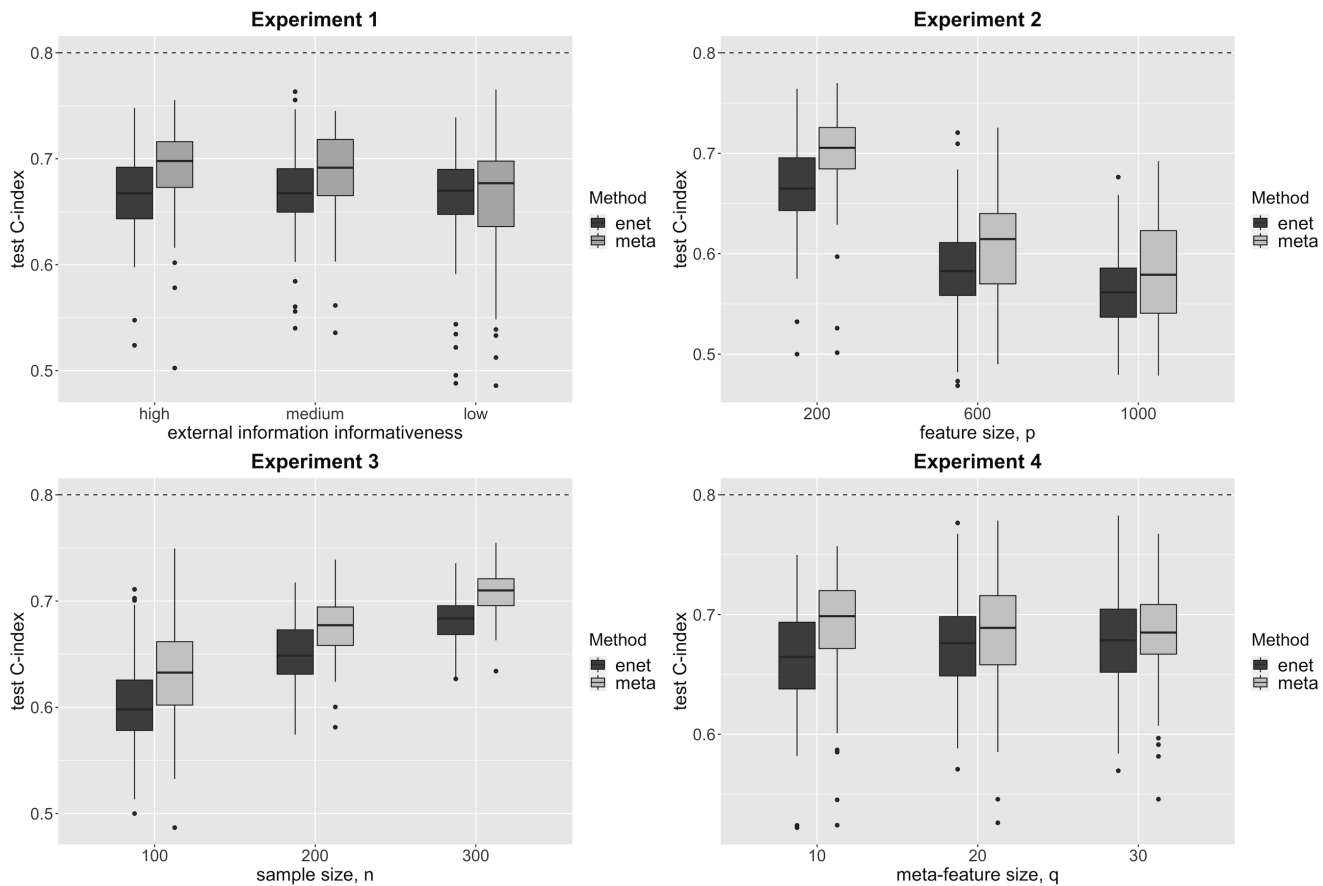 Experiment 1
test C-index
0.8
0.7
0.6
0.5
high medium low
external information informativeness
Method
enet
meta
Experiment 2
test C-index
0.8
0.7
0.6
0.5
200 600 1000
feature size, p
Method
enet
meta
Experiment 3
test C-index
0.8
0.7
0.6
0.5
100 200 300
sample size, n
Method
enet
meta
Experiment 4
test C-index
0.8
0.7
0.6
10 20 30
meta-feature size, q
Method
enet
meta